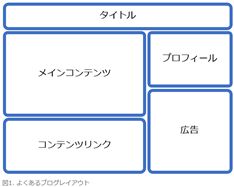 タイトル
メインコンテンツ
プロフィール
コンテンツリンク
広告
図1. よくあるブログレイアウト